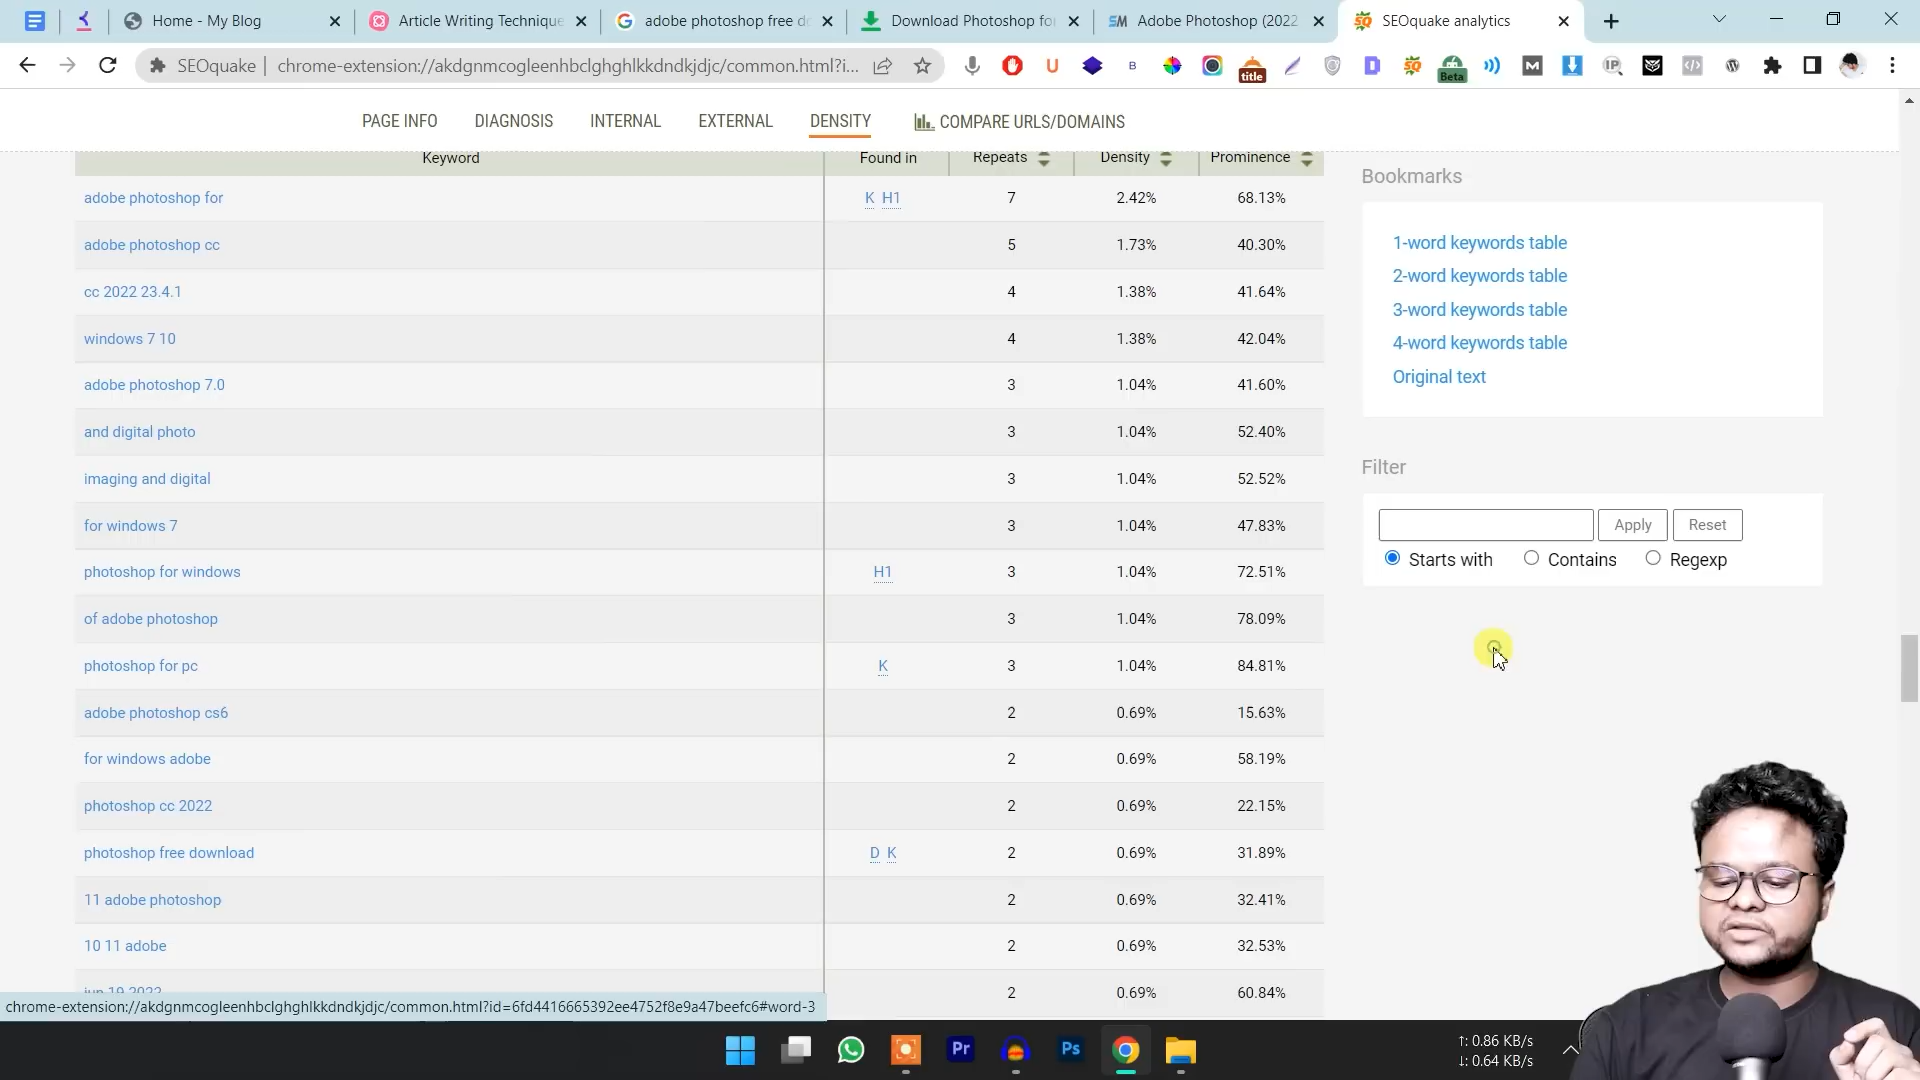 Home - My Blog
Article Writing Technique
adobe photoshop free d
Download Photoshop fo
SM Adobe Photoshop (2022
SQ SEOquake analytics
SEOquake | chrome-extension://akdgnmcogleenhbclghghlkkdndkjdjc/common.html?i...
U
B
title
D
SQ
Beta
M
IP
PAGE INFO
DIAGNOSIS
INTERNAL
EXTERNAL
DENSITY
COMPARE URLS/DOMAINS
Keyword Found in Repeats Density Prominence
adobe photoshop for K H1 7 2.42% 68.13%
adobe photoshop cc 5 1.73% 40.30%
cc 2022 23.4.1 4 1.38% 41.64%
windows 7 10 4 1.38% 42.04%
adobe photoshop 7.0 3 1.04% 41.60%
and digital photo 3 1.04% 52.40%
imaging and digital 3 1.04% 52.52%
for windows 7 3 1.04% 47.83%
photoshop for windows H1 3 1.04% 72.51%
of adobe photoshop 3 1.04% 78.09%
photoshop for pc K 3 1.04% 84.81%
adobe photoshop cs6 2 0.69% 15.63%
for windows adobe 2 0.69% 58.19%
photoshop cc 2022 2 0.69% 22.15%
photoshop free download D K 2 0.69% 31.89%
11 adobe photoshop 2 0.69% 32.41%
10 11 adobe 2 0.69% 32.53%
jun 19 2022 2 0.69% 60.84%
Bookmarks
1-word keywords table
2-word keywords table
3-word keywords table
4-word keywords table
Original text
Filter
Apply Reset
Starts with Contains Regexp
chrome-extension://akdgnmcogleenhbclghghlkkdndkjdjc/common.html?id=6fd4416665392ee4752f8e9a47beefc6#word-3
Pr
Ps
↑: 0.86 KB/s
↓: 0.64 KB/s